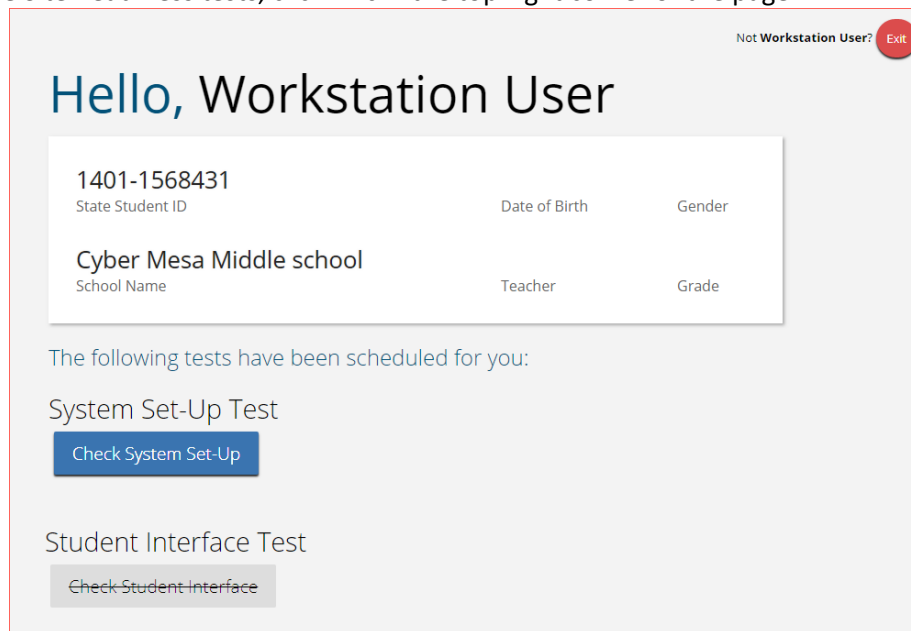 Not Workstation User? Exit
Hello, Workstation User
1401-1568431
State Student ID Date of Birth Gender
Cyber Mesa Middle school
School Name Teacher Grade
The following tests have been scheduled for you:
System Set-Up Test
Check System Set-Up
Student Interface Test
Check Student Interface